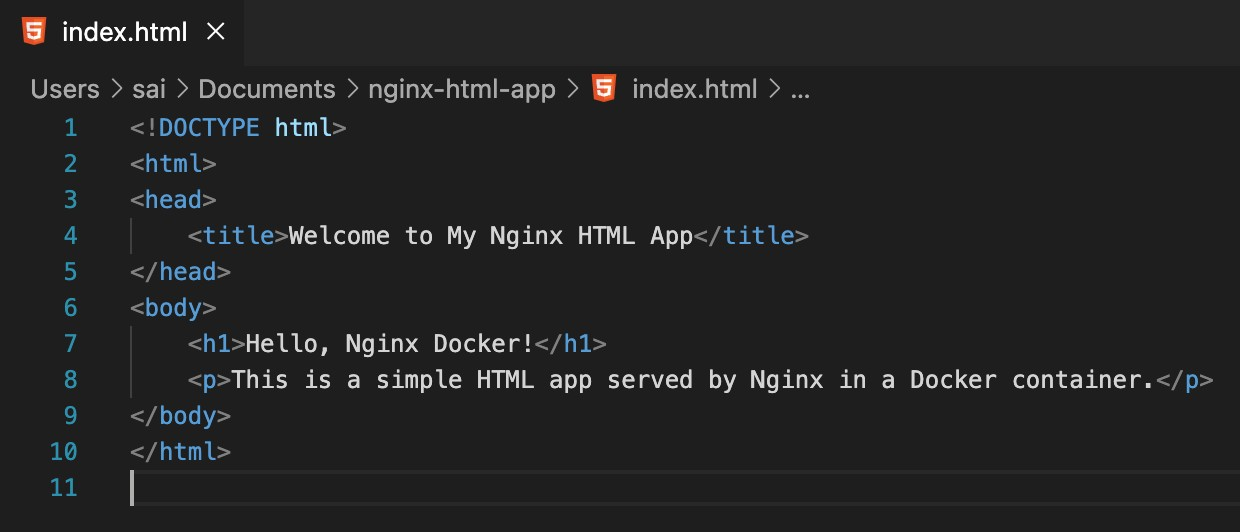 index.html
Users > sai > Documents > nginx-html-app > index.html > ...
1 <!DOCTYPE html>
2 <html>
3 <head>
4     <title>Welcome to My Nginx HTML App</title>
5 </head>
6 <body>
7     <h1>Hello, Nginx Docker!</h1>
8     <p>This is a simple HTML app served by Nginx in a Docker container.</p>
9 </body>
10 </html>
11